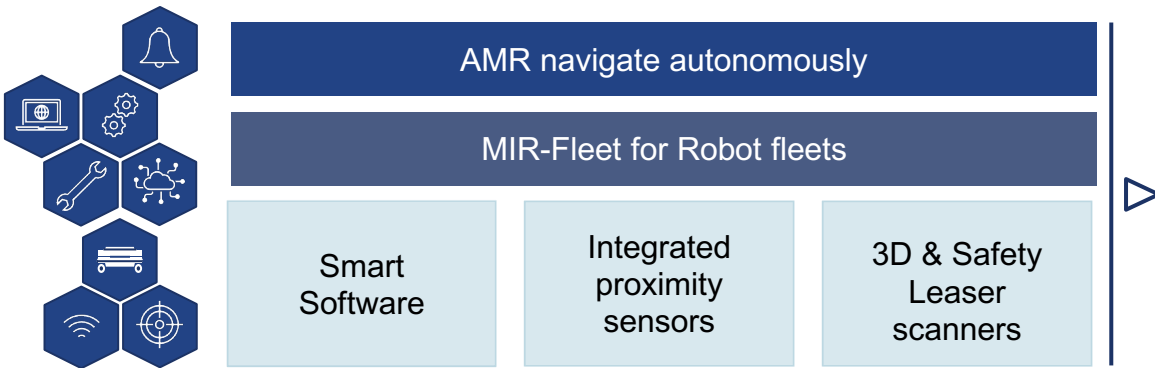 AMR navigate autonomously
MIR-Fleet for Robot fleets
Smart
Software
Integrated
proximity
sensors
3D & Safety
Leaser
scanners